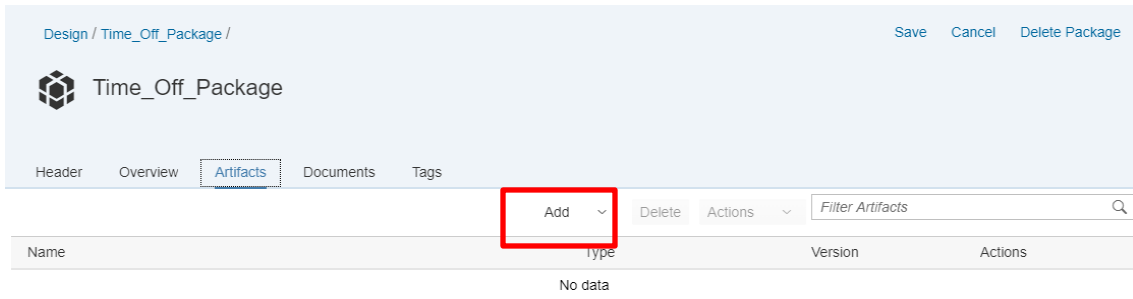 Design / Time_Off_Package /
Save Cancel Delete Package
Time_Off_Package
Header Overview Artifacts Documents Tags
Add Delete Actions Filter Artifacts
Name Type Version Actions
No data